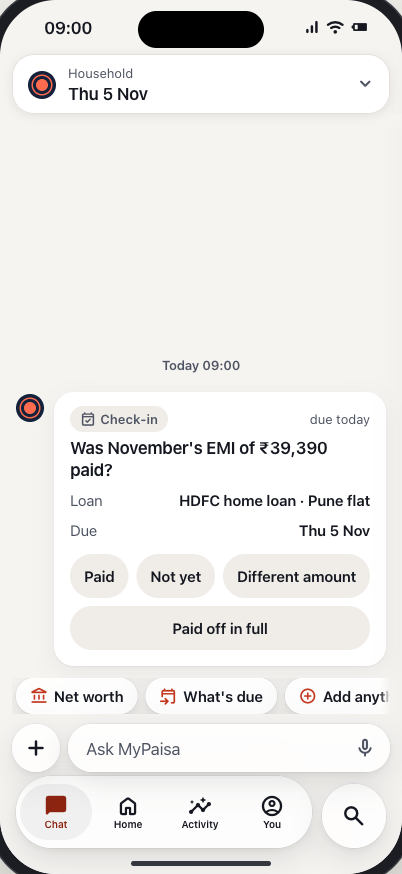 09:00
Household
Thu 5 Nov
Today 09:00
Check-in
due today
Was November's EMI of ₹39,390
paid?
Loan
HDFC home loan · Pune flat
Due
Thu 5 Nov
Paid
Not yet
Different amount
Paid off in full
Net worth
What's due
Add anyt
Ask MyPaisa
Chat
Home
Activity
You